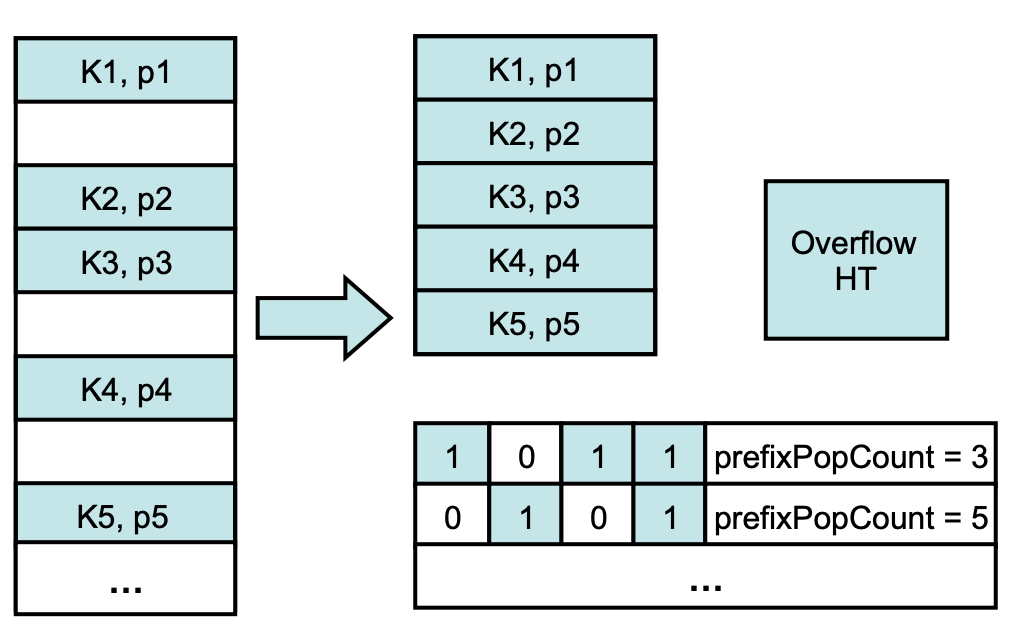 K1, p1
K2, p2
K3, p3
K4, p4
K5, p5
...
K1, p1
K2, p2
K3, p3
K4, p4
K5, p5
Overflow
HT
1 0 1 1 prefixPopCount = 3
0 1 0 1 prefixPopCount = 5
...